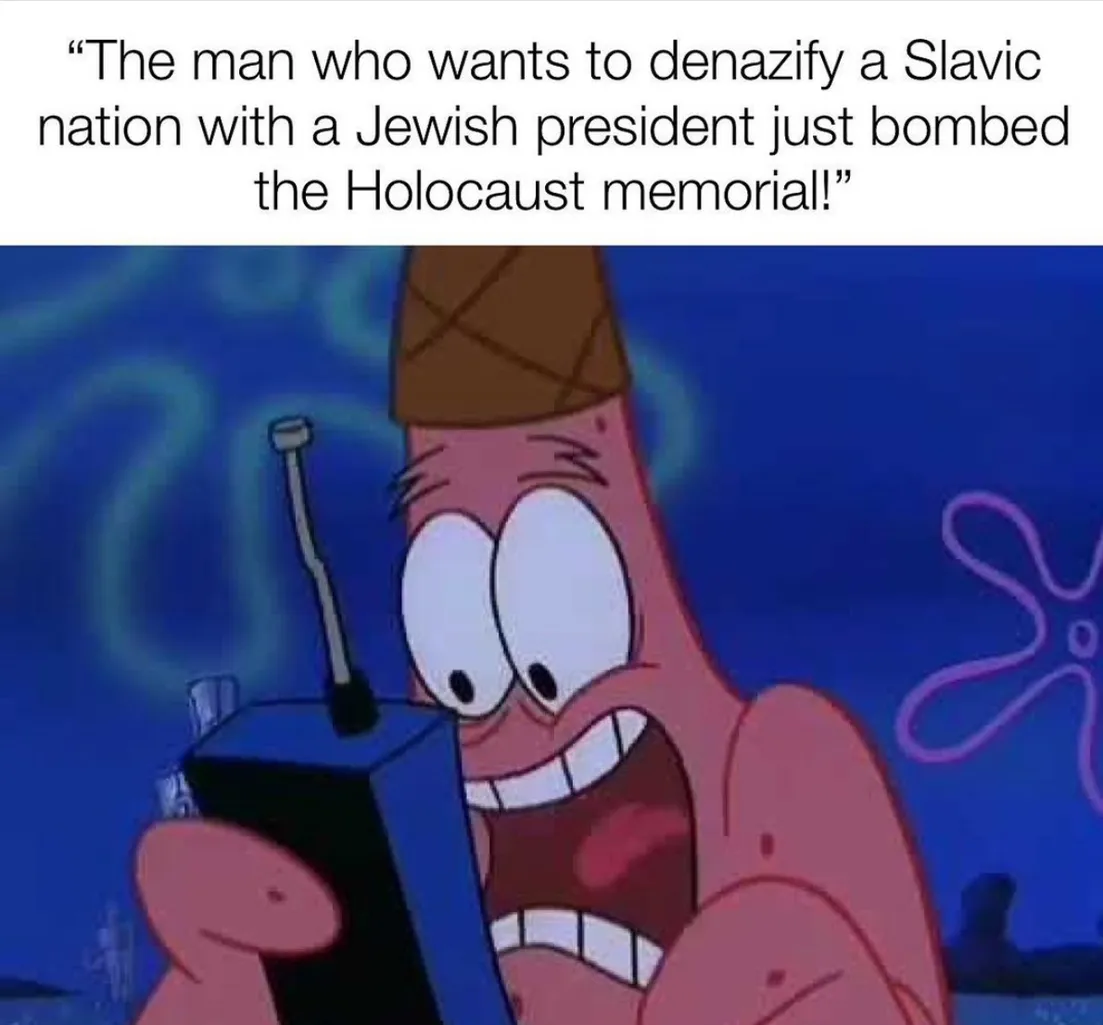 “The man who wants to denazify a Slavic
nation with a Jewish president just bombed
the Holocaust memorial!”